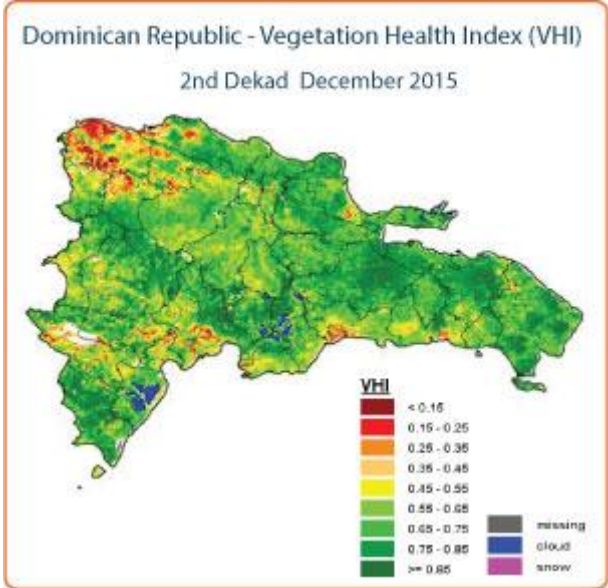 Dominican Republic - Vegetation Health Index (VHI)
2nd Dekad December 2015
VHI
< 0.15
0.15 - 0.25
0.25 - 0.35
0.35 - 0.45
0.45 - 0.55
0.55 - 0.65
0.65 - 0.75
0.75 - 0.85
>= 0.85
missing
cloud
snow